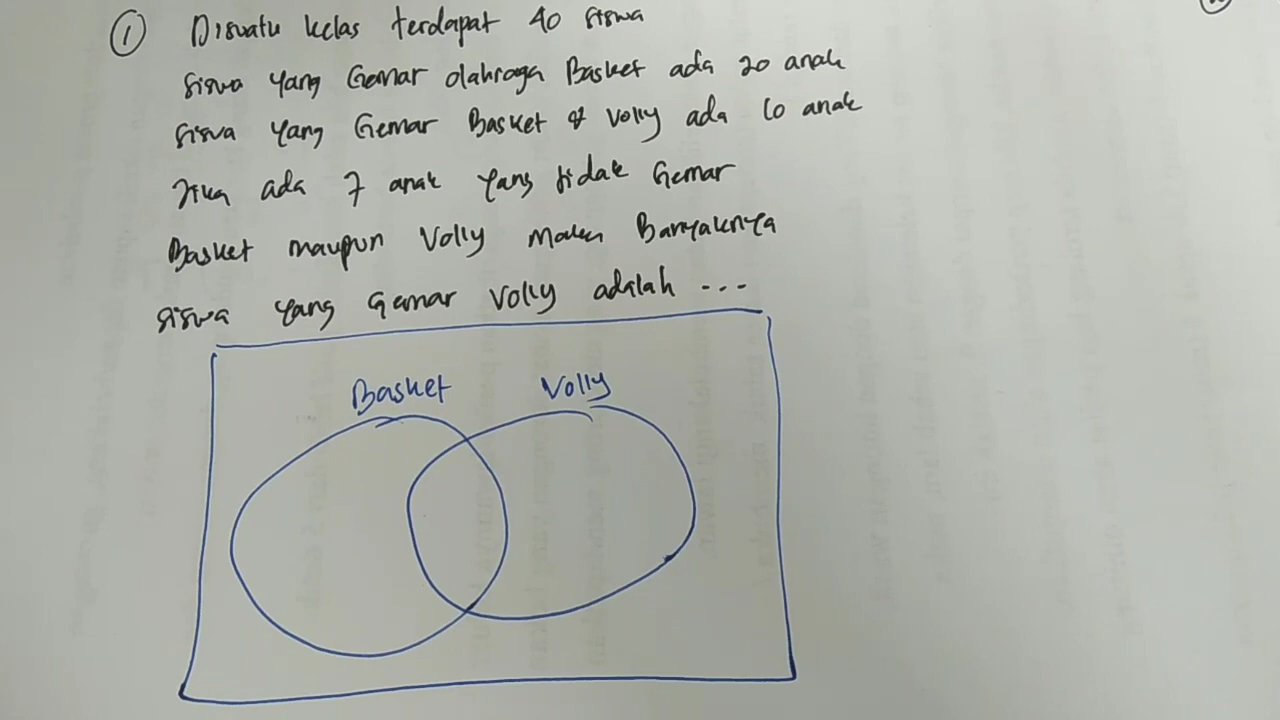 ① Disuatu kelas terdapat 40 siswa
siswa yang Gemar olahraga Basket ada 20 anak
siswa yang Gemar Basket & Volly ada 10 anak
Jika ada 7 anak yang tidak Gemar
Basket maupun Volly maka Banyaknya
siswa yang Gemar Volly adalah ...
Basket Volly